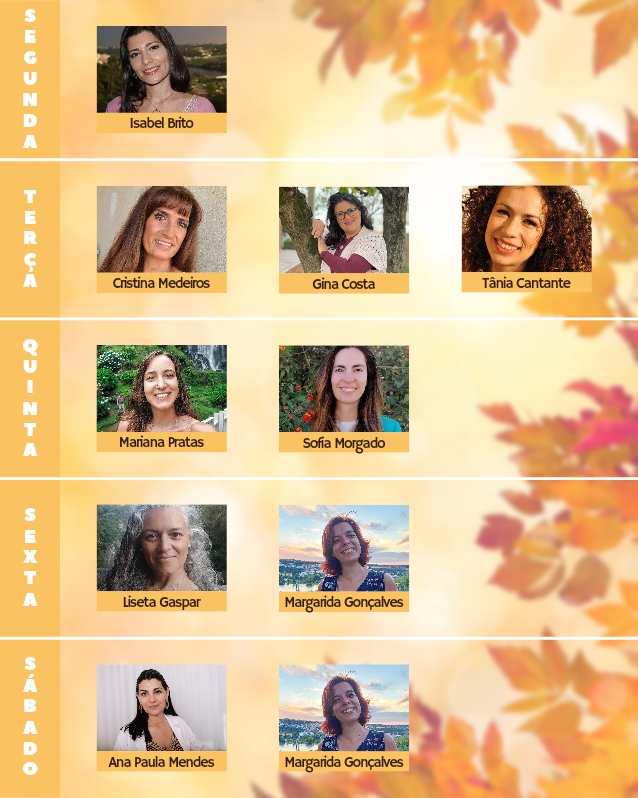 SEGUNDA
Isabel Brito
TERÇA
Cristina Medeiros
Gina Costa
Tânia Cantante
QUINTA
Mariana Pratas
Sofia Morgado
SEXTA
Liseta Gaspar
Margarida Gonçalves
SÁBADO
Ana Paula Mendes
Margarida Gonçalves